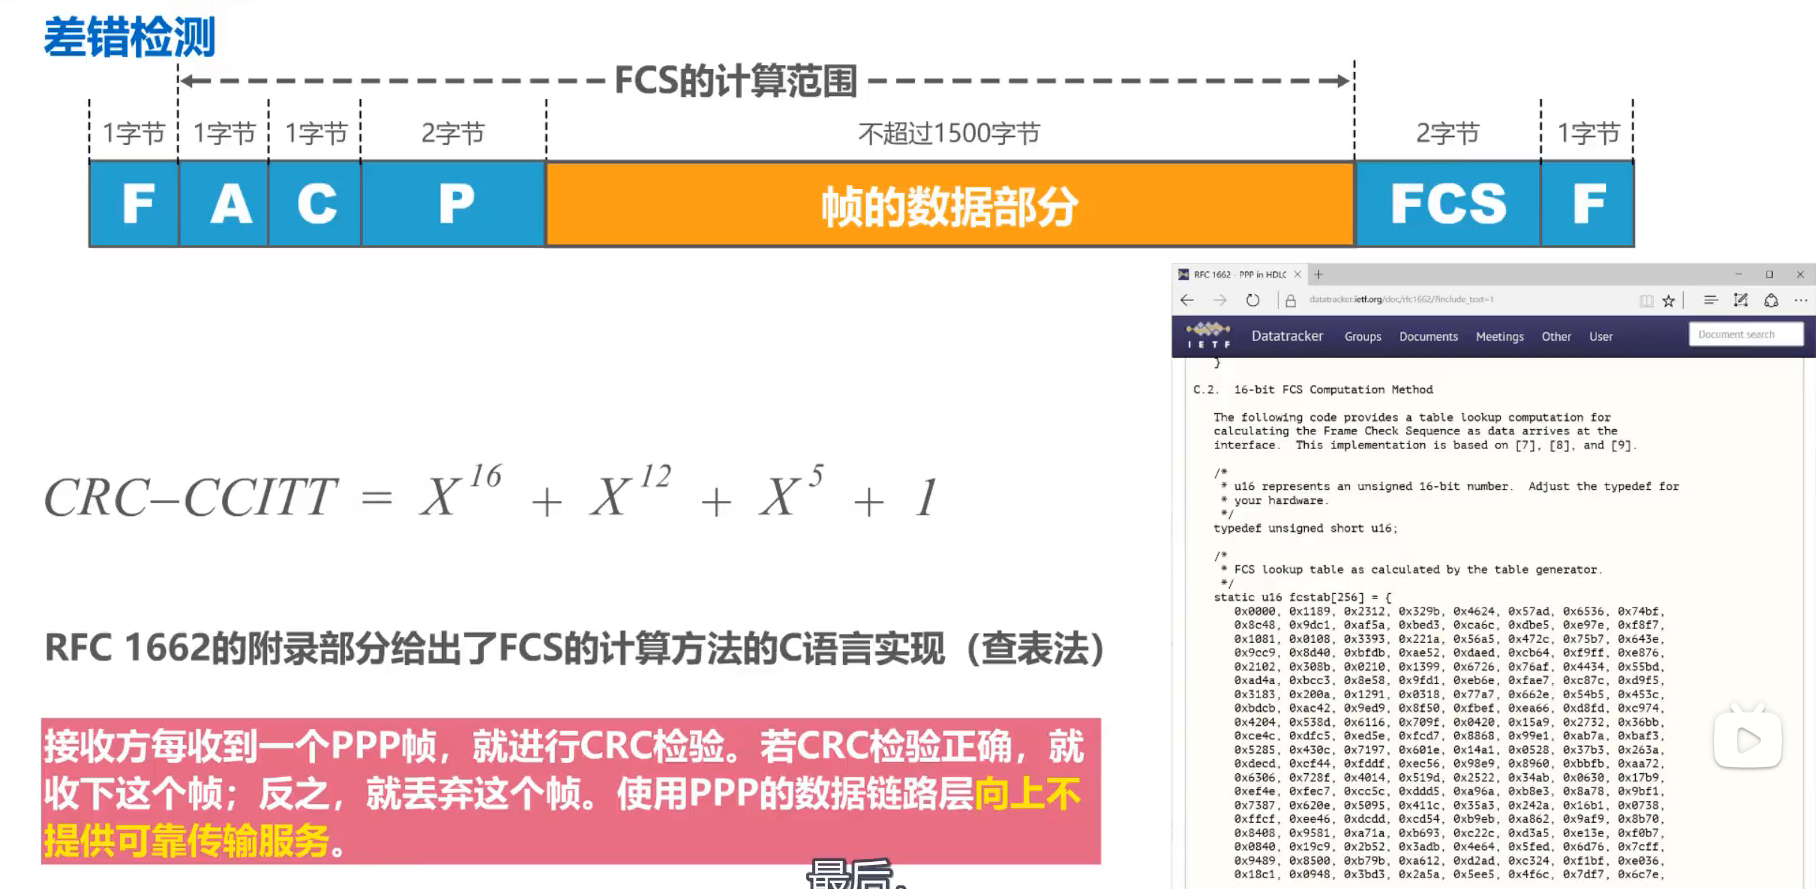 差错检测
FCS的计算范围
1字节 1字节 1字节 2字节 不超过1500字节 2字节 1字节
F A C P 帧的数据部分 FCS F
CRC–CCITT = X^16 + X^12 + X^5 + 1
RFC 1662的附录部分给出了FCS的计算方法的C语言实现（查表法）
接收方每收到一个PPP帧，就进行CRC检验。若CRC检验正确，就
收下这个帧；反之，就丢弃这个帧。使用PPP的数据链路层向上不
提供可靠传输服务。
RFC 1662 - PPP in HDLC
datatracker.ietf.org/doc/rfc1662/?include_text=1
IETF Datatracker Groups Documents Meetings Other User Document search
}
C.2. 16-bit FCS Computation Method
The following code provides a table lookup computation for
calculating the Frame Check Sequence as data arrives at the
interface. This implementation is based on [7], [8], and [9].
/*
* u16 represents an unsigned 16-bit number. Adjust the typedef for
* your hardware.
*/
typedef unsigned short u16;
/*
* FCS lookup table as calculated by the table generator.
*/
static u16 fcstab[256] = {
0x0000, 0x1189, 0x2312, 0x329b, 0x4624, 0x57ad, 0x6536, 0x74bf,
0x8c48, 0x9dc1, 0xaf5a, 0xbed3, 0xca6c, 0xdbe5, 0xe97e, 0xf8f7,
0x1081, 0x0108, 0x3393, 0x221a, 0x56a5, 0x472c, 0x75b7, 0x643e,
0x9cc9, 0x8d40, 0xbfdb, 0xae52, 0xdaed, 0xcb64, 0xf9ff, 0xe876,
0x2102, 0x308b, 0x0210, 0x1399, 0x6726, 0x76af, 0x4434, 0x55bd,
0xad4a, 0xbcc3, 0x8e58, 0x9fd1, 0xeb6e, 0xfae7, 0xc87c, 0xd9f5,
0x3183, 0x200a, 0x1291, 0x0318, 0x77a7, 0x662e, 0x54b5, 0x453c,
0xbdcb, 0xac42, 0x9ed9, 0x8f50, 0xfbef, 0xea66, 0xd8fd, 0xc974,
0x4204, 0x538d, 0x6116, 0x709f, 0x0420, 0x15a9, 0x2732, 0x36bb,
0xce4c, 0xdfc5, 0xed5e, 0xfcd7, 0x8868, 0x99e1, 0xab7a, 0xbaf3,
0x5285, 0x430c, 0x7197, 0x601e, 0x14a1, 0x0528, 0x37b3, 0x263a,
0xdecd, 0xcf44, 0xfddf, 0xec56, 0x98e9, 0x8960, 0xbbfb, 0xaa72,
0x6306, 0x728f, 0x4014, 0x519d, 0x2522, 0x34ab, 0x0630, 0x17b9,
0xef4e, 0xfec7, 0xcc5c, 0xddd5, 0xa96a, 0xb8e3, 0x8a78, 0x9bf1,
0x7387, 0x620e, 0x5095, 0x411c, 0x35a3, 0x242a, 0x16b1, 0x0738,
0xffcf, 0xee46, 0xdcdd, 0xcd54, 0xb9eb, 0xa862, 0x9af9, 0x8b70,
0x8408, 0x9581, 0xa71a, 0xb693, 0xc22c, 0xd3a5, 0xe13e, 0xf0b7,
0x0840, 0x19c9, 0x2b52, 0x3adb, 0x4e64, 0x5fed, 0x6d76, 0x7cff,
0x9489, 0x8500, 0xb79b, 0xa612, 0xd2ad, 0xc324, 0xf1bf, 0xe036,
0x18c1, 0x0948, 0x3bd3, 0x2a5a, 0x5ee5, 0x4f6c, 0x7df7, 0x6c7e,
最后，